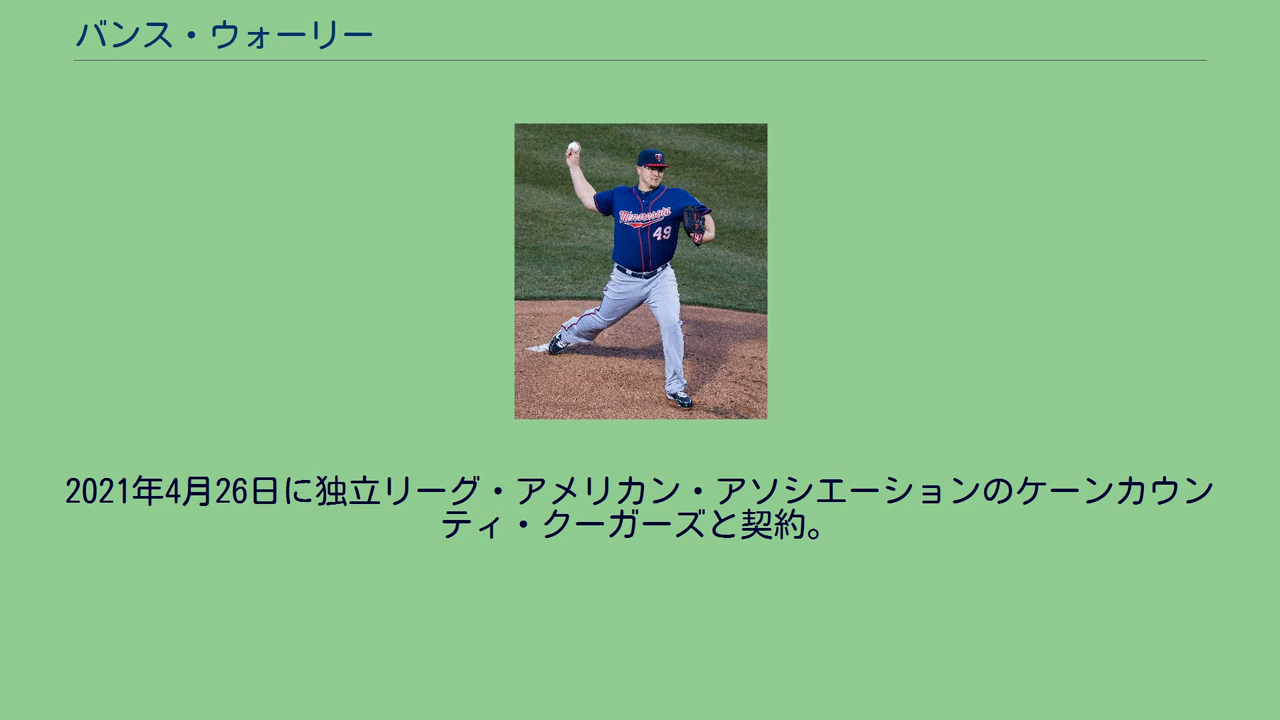 バンス・ウォーリー
Minnesota
49
2021年4月26日に独立リーグ・アメリカン・アソシエーションのケーンカウン
ティ・クーガーズと契約。